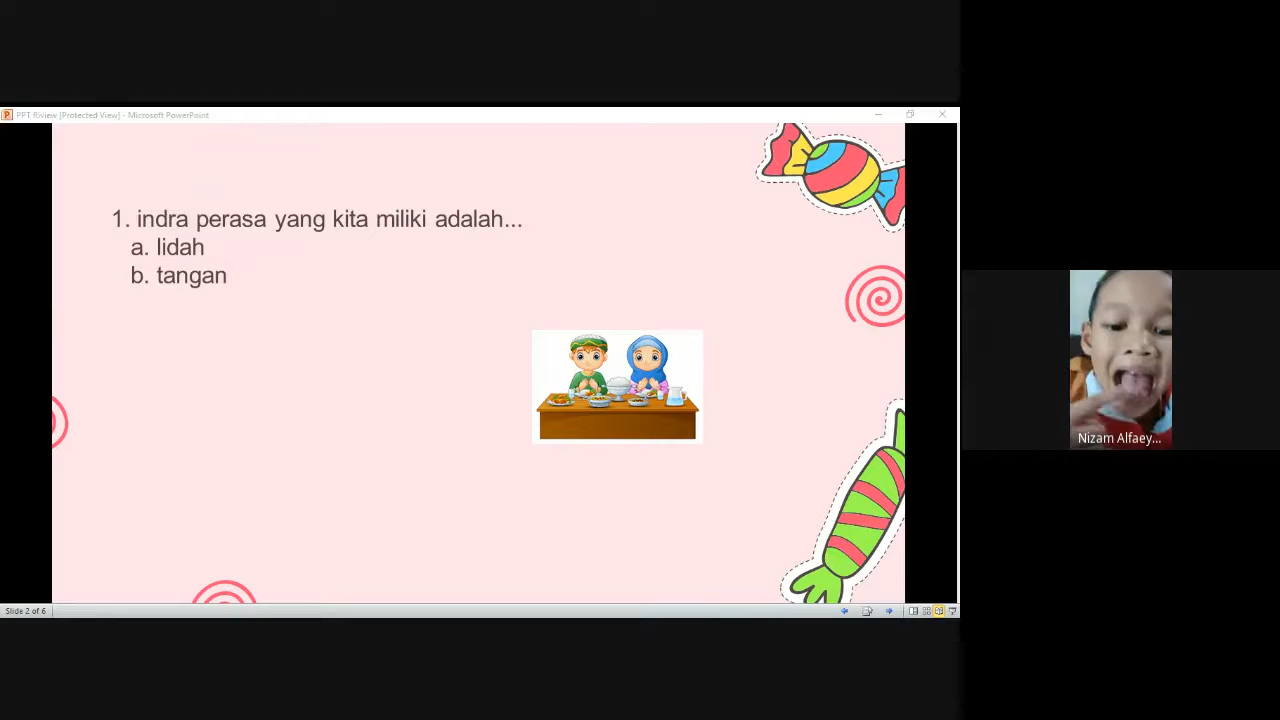 PPT Riview [Protected View] - Microsoft PowerPoint
1. indra perasa yang kita miliki adalah...
a. lidah
b. tangan
Nizam Alfaey...
Slide 2 of 6